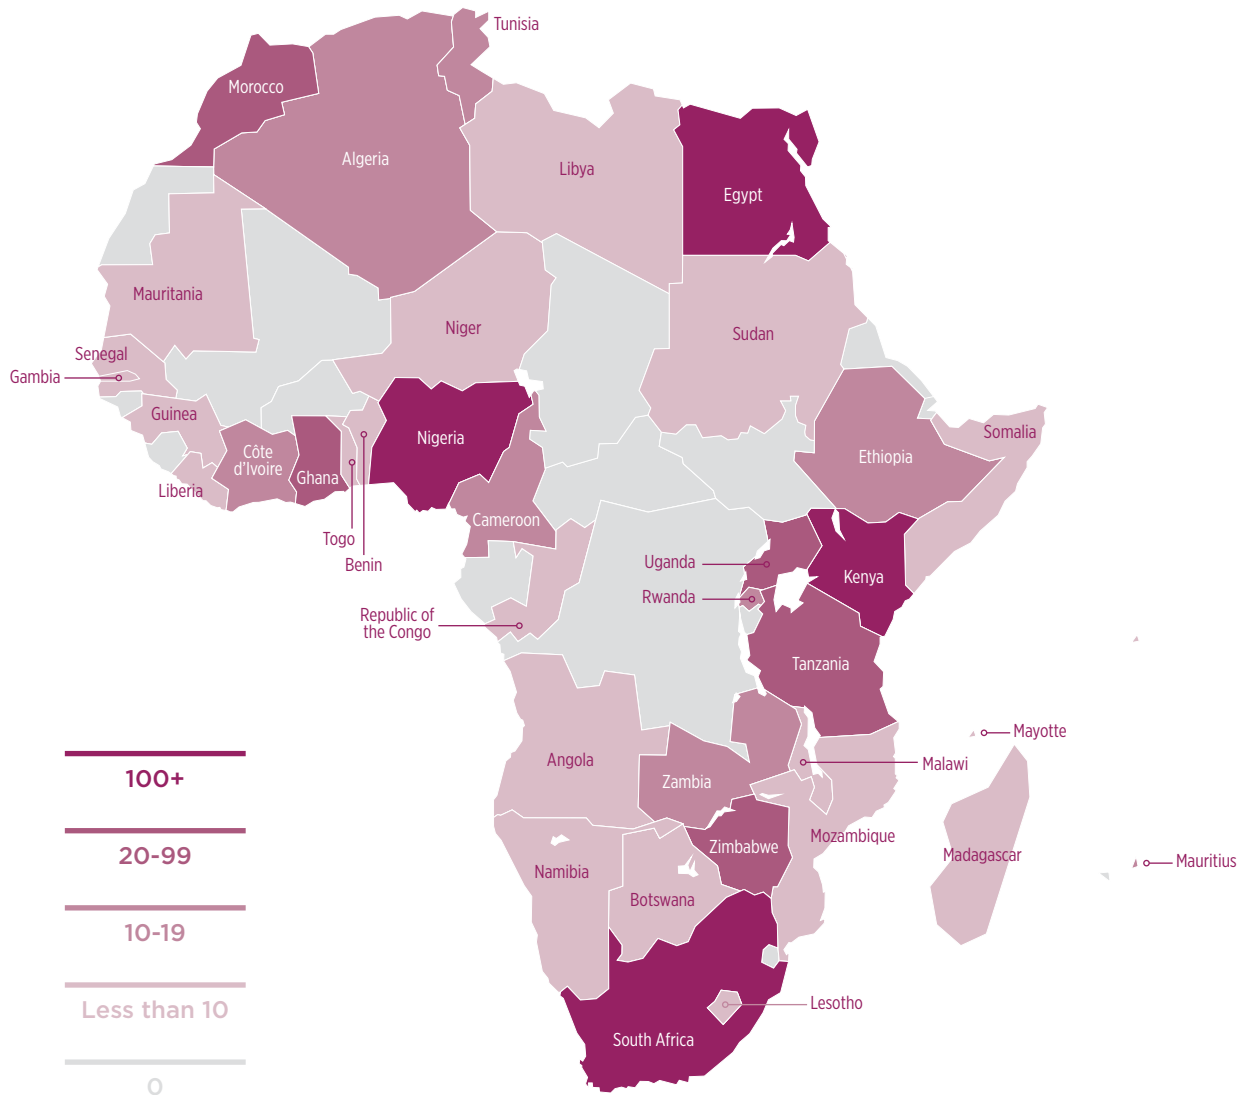 Tunisia
Morocco
Algeria
Libya
Egypt
Mauritania
Niger
Sudan
Senegal
Gambia
Guinea
Nigeria
Somalia
Côte
d'Ivoire
Ghana
Ethiopia
Liberia
Cameroon
Togo
Benin
Uganda
Kenya
Rwanda
Republic of
the Congo
Tanzania
Mayotte
Angola
Malawi
Zambia
Mozambique
Zimbabwe
Madagascar
Mauritius
Namibia
Botswana
Lesotho
South Africa
100+
20-99
10-19
Less than 10
0